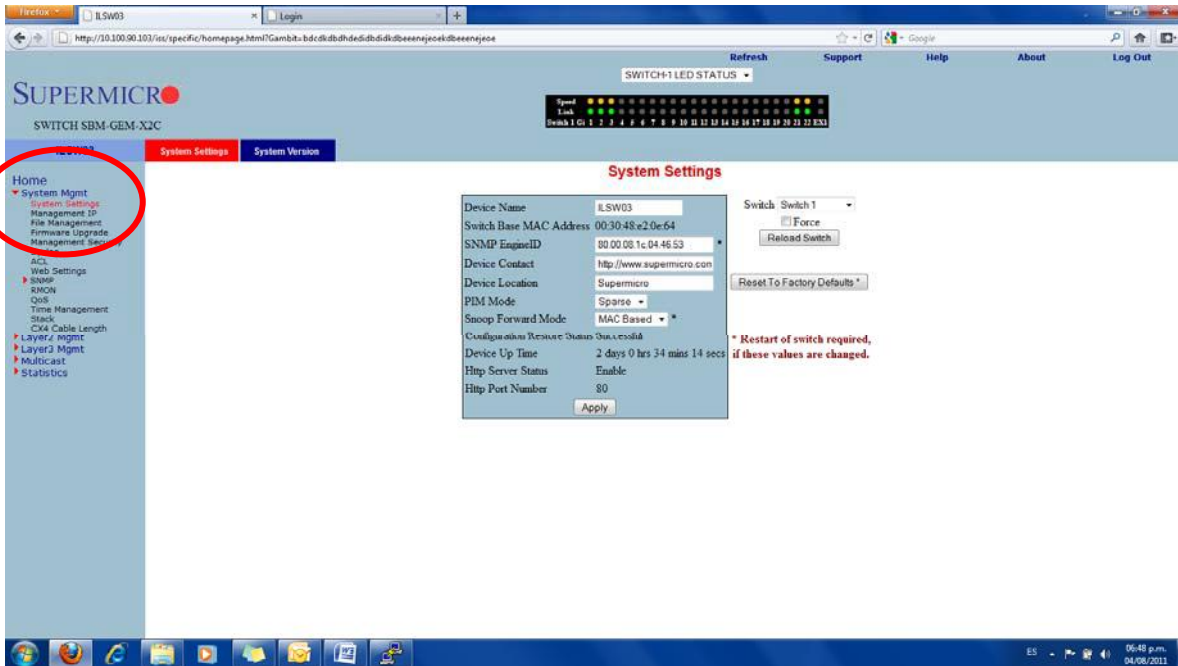 Firefox
ILSW03
Login
http://10.100.90.103/iss/specific/homepage.html?Gambit=bdcdkdbdhdedidbdidkdbeeenejeoekdbeeenejeoe
Google
Refresh Support Help About Log Out
SWITCH-1 LED STATUS
SUPERMICRO
SWITCH SBM-GEM-X2C
Speed
Link
Switch 1 Gi 1 2 3 4 5 6 7 8 9 10 11 12 13 14 15 16 17 18 19 20 21 22 EX1
System Settings System Version
Home
System Mgmt
System Settings
Management IP
File Management
Firmware Upgrade
Management Security
ACL
Web Settings
SNMP
RMON
QoS
Time Management
Stack
CX4 Cable Length
Layer2 Mgmt
Layer3 Mgmt
Multicast
Statistics
System Settings
Device Name ILSW03
Switch Base MAC Address 00:30:48:e2:0e:64
SNMP EngineID 80.00.08.1c.04.46.53 *
Device Contact http://www.supermicro.com
Device Location Supermicro
PIM Mode Sparse
Snoop Forward Mode MAC Based *
Configuration Restore Status Successful
Device Up Time 2 days 0 hrs 34 mins 14 secs
Http Server Status Enable
Http Port Number 80
Apply
Switch Switch 1
Force
Reload Switch
Reset To Factory Defaults *
* Restart of switch required,
if these values are changed.
ES
06:48 p.m.
04/08/2011